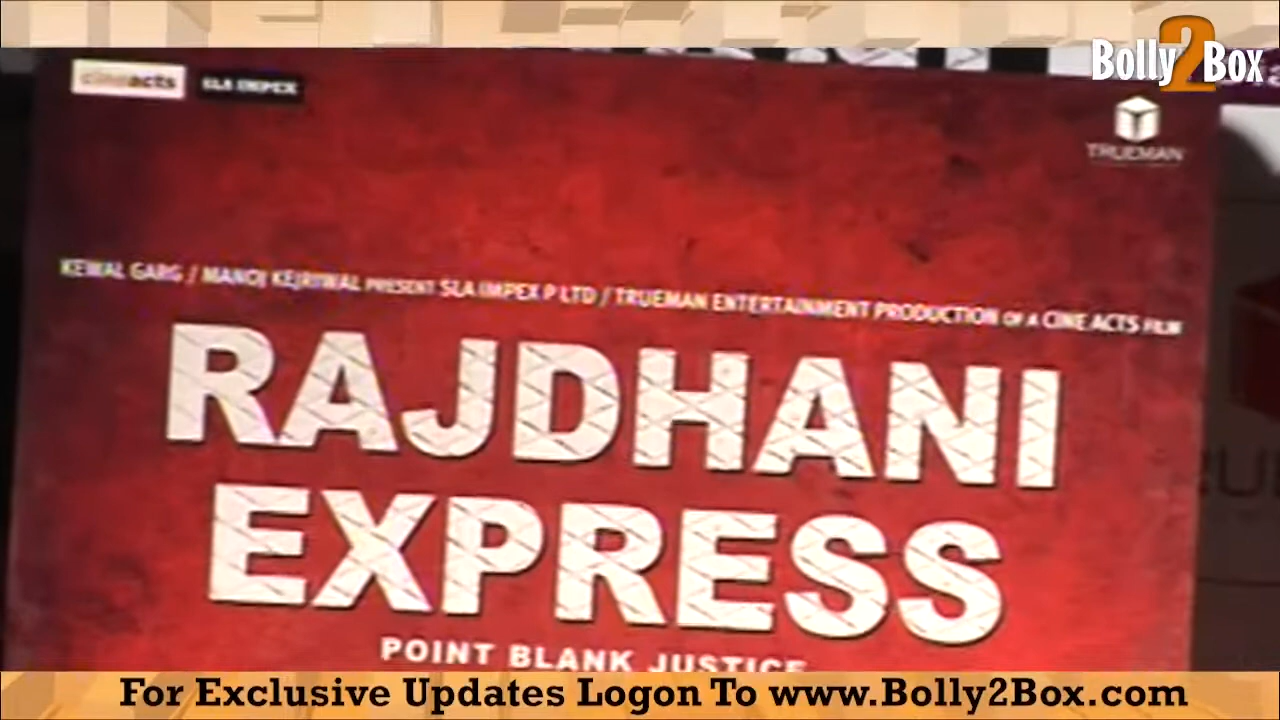 Bolly2Box
cineacts
SLA IMPEX
TRUEMAN
KEWAL GARG / MANOJ KEJRIWAL PRESENT SLA IMPEX P LTD / TRUEMAN ENTERTAINMENT PRODUCTION OF A CINE ACTS FILM
RAJDHANI
EXPRESS
POINT BLANK JUSTICE
For Exclusive Updates Logon To www.Bolly2Box.com